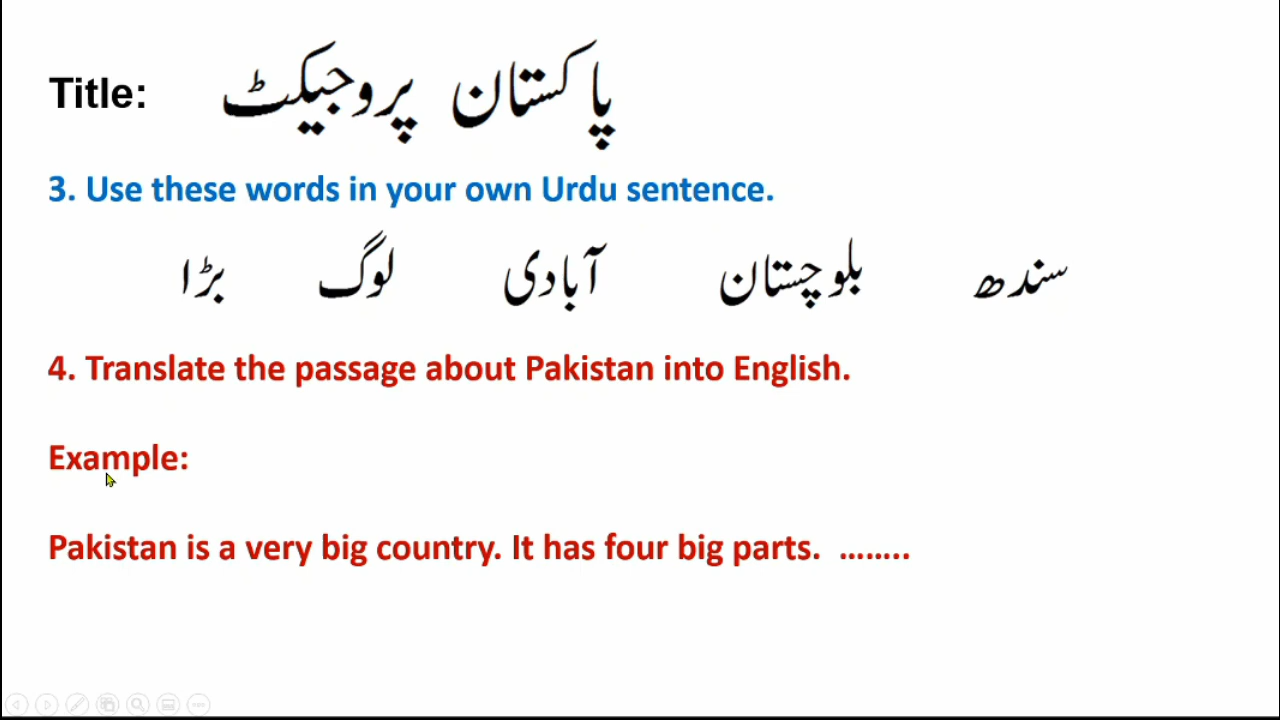 Title: پاکستان پروجیکٹ
3. Use these words in your own Urdu sentence.
سندھ بلوچستان آبادی لوگ بڑا
4. Translate the passage about Pakistan into English.
Example:
Pakistan is a very big country. It has four big parts. ........